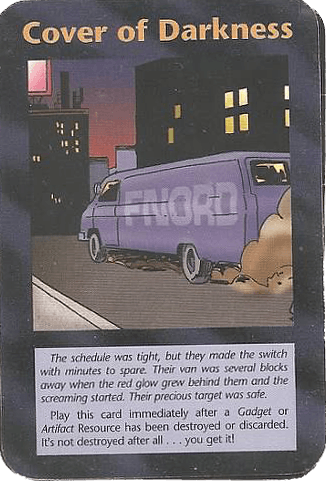 Cover of Darkness
FNORD
The schedule was tight, but they made the switch
with minutes to spare. Their van was several blocks
away when the red glow grew behind them and the
screaming started. Their precious target was safe.
Play this card immediately after a Gadget or
Artifact Resource has been destroyed or discarded.
It's not destroyed after all . . . you get it!